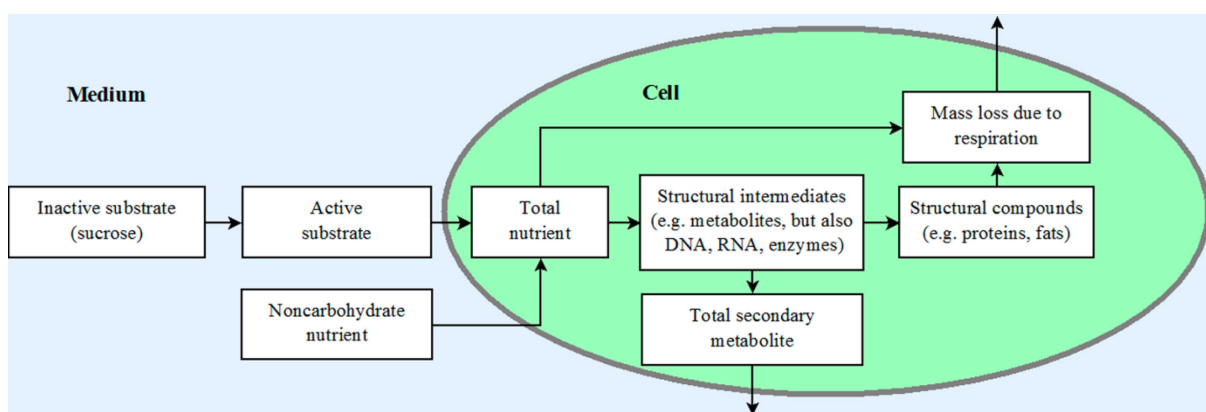 Medium
Cell
Mass loss due to
respiration
Inactive substrate
(sucrose)
Active
substrate
Total
nutrient
Structural intermediates
(e.g. metabolites, but also
DNA, RNA, enzymes)
Structural compounds
(e.g. proteins, fats)
Noncarbohydrate
nutrient
Total secondary
metabolite